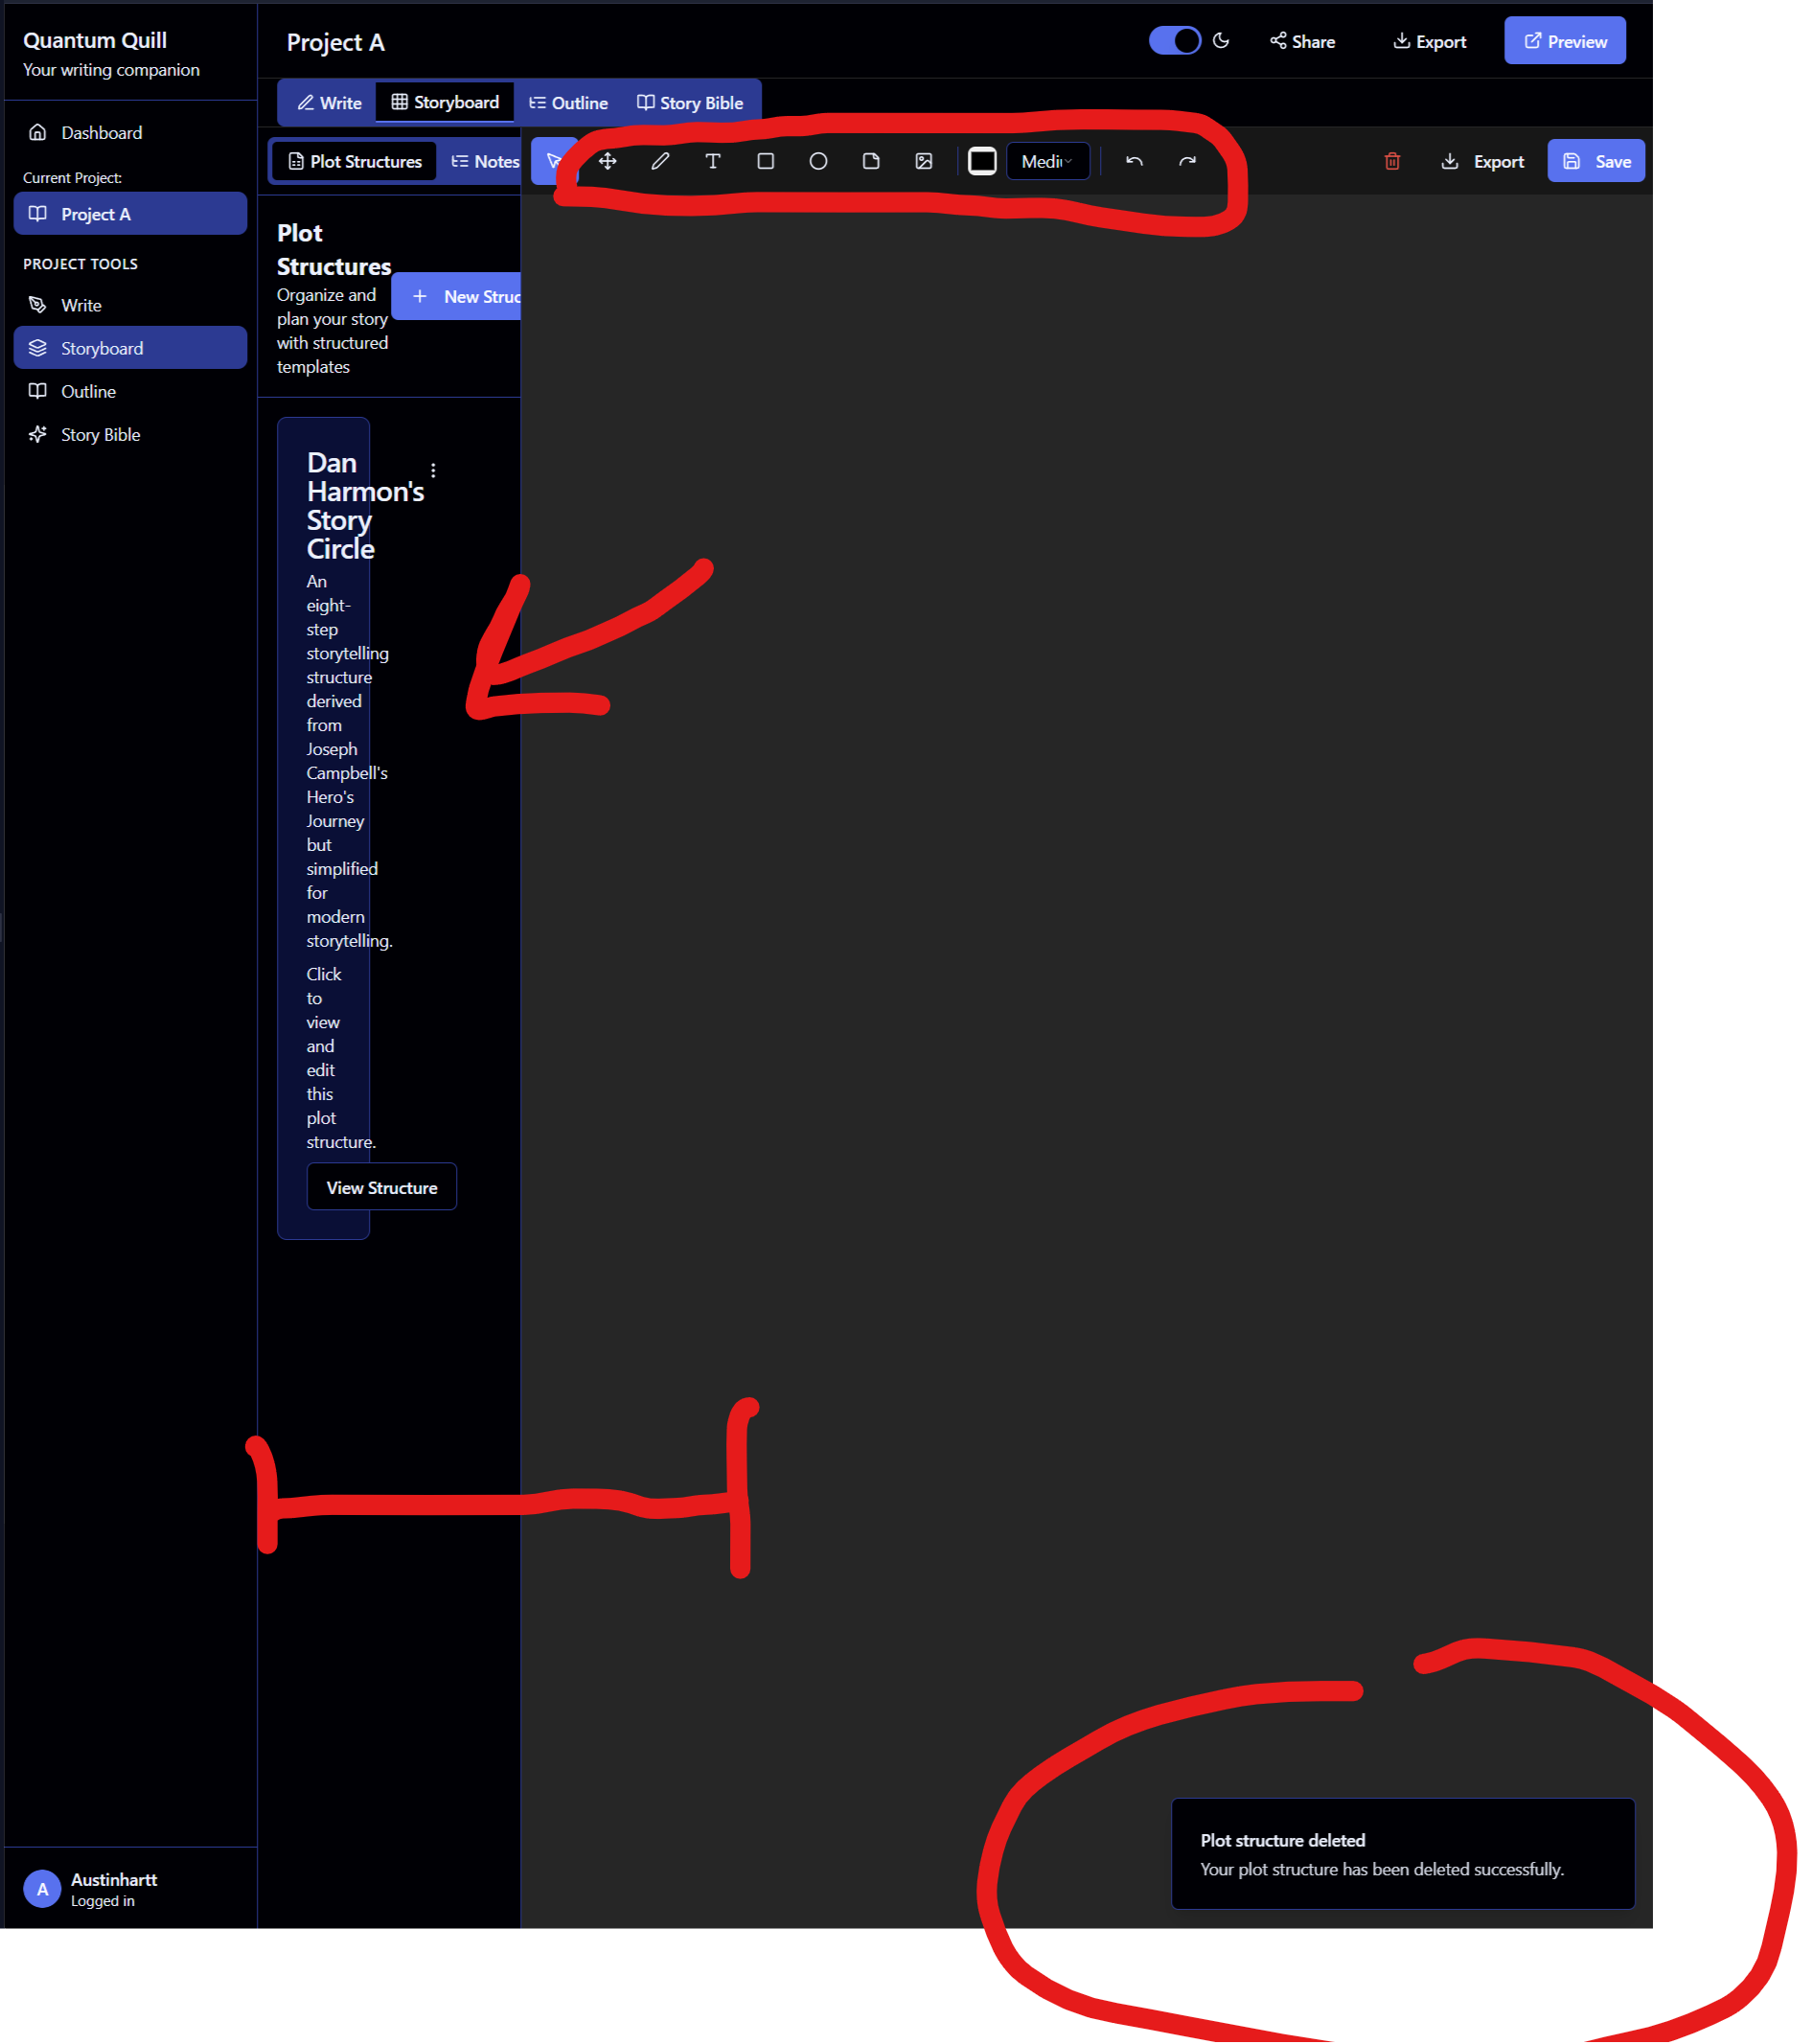 Quantum Quill
Your writing companion
Dashboard
Current Project:
Project A
PROJECT TOOLS
Write
Storyboard
Outline
Story Bible
A
Austinhartt
Logged in
Project A
Share
Export
Preview
Write
Storyboard
Outline
Story Bible
Plot Structures
Notes
Medi
Export
Save
Plot
Structures
Organize and
plan your story
with structured
templates
New Struc
Dan
Harmon's
Story
Circle
An
eight-
step
storytelling
structure
derived
from
Joseph
Campbell's
Hero's
Journey
but
simplified
for
modern
storytelling.
Click
to
view
and
edit
this
plot
structure.
View Structure
Plot structure deleted
Your plot structure has been deleted successfully.